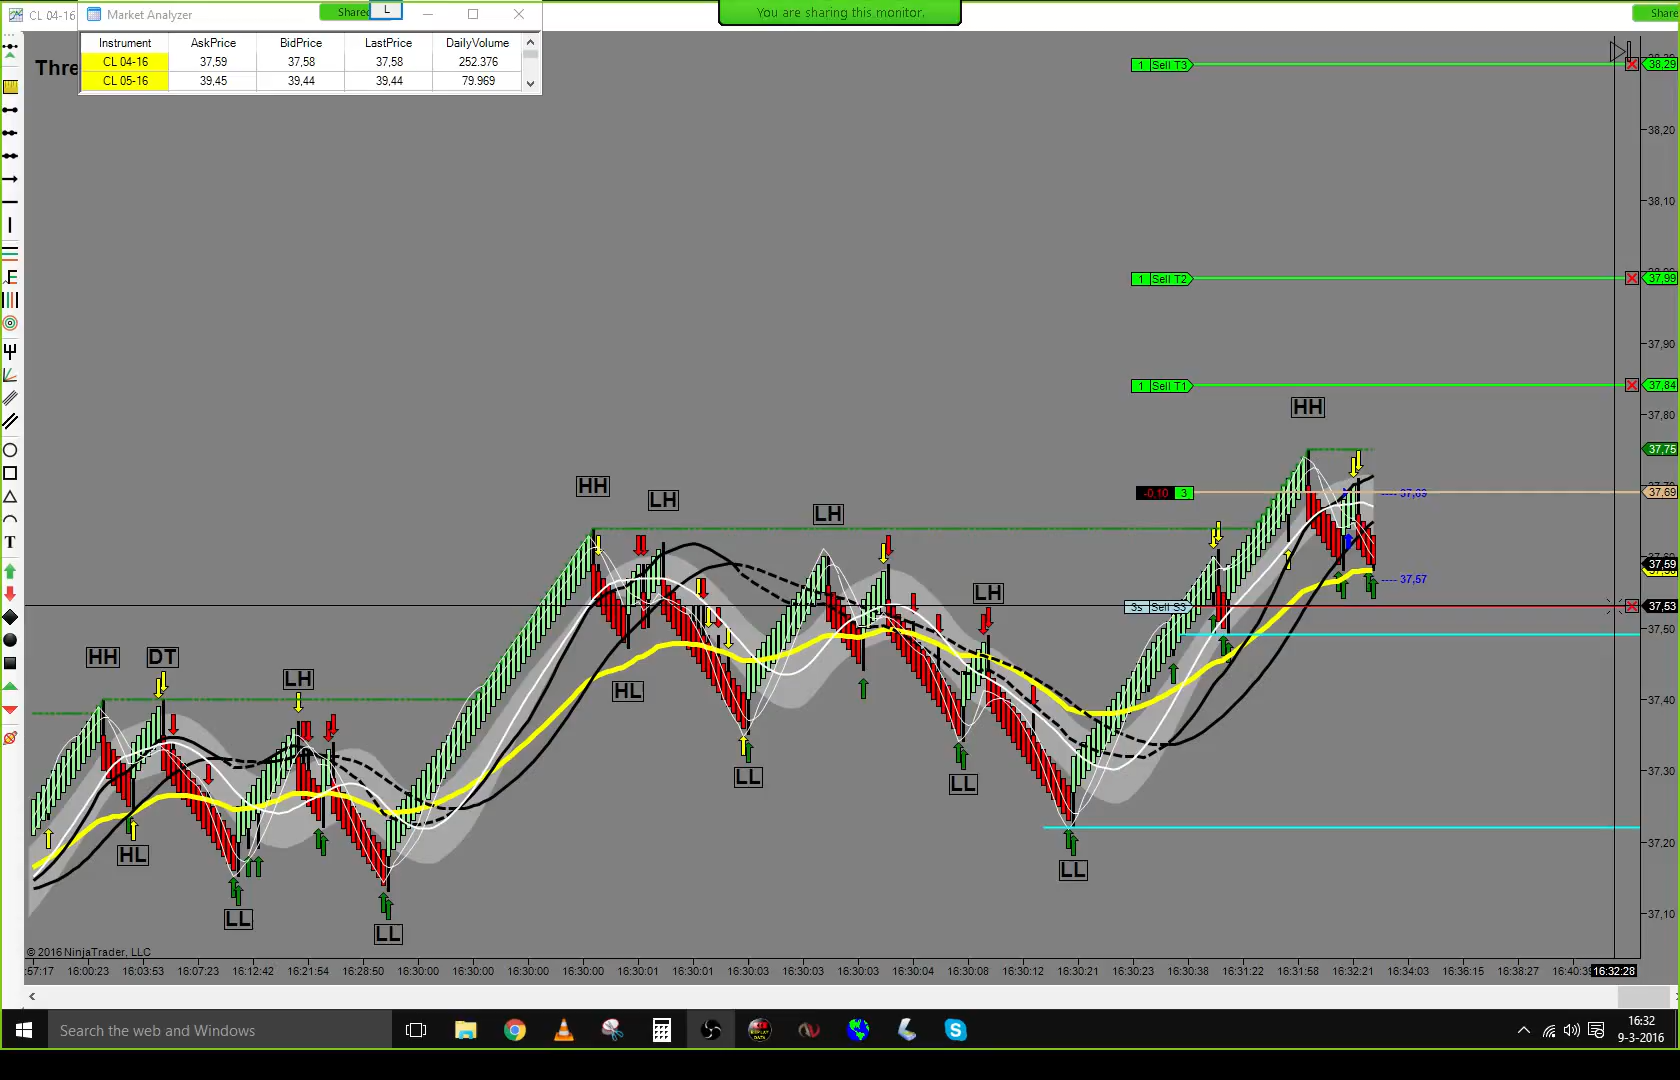 CL 04-16
Market Analyzer
Share
L
You are sharing this monitor.
Share
Instrument AskPrice BidPrice LastPrice DailyVolume
CL 04-16 37,59 37,58 37,58 252.376
CL 05-16 39,45 39,44 39,44 79.969
Thre
1 Sell T3
38,29
38,20
38,10
1 Sell T2
37,99
37,90
1 Sell T1
37,84
37,80
HH
37,75
HH
LH
LH
-0.10 3
37,69
37,69
37,59
37,57
LH
3s Sell S3
37,53
37,50
HH
DT
LH
HL
37,40
37,30
LL
LL
HL
LL
37,20
LL
LL
37,10
© 2016 NinjaTrader, LLC
:57:17 16:00:23 16:03:53 16:07:23 16:12:42 16:21:54 16:28:50 16:30:00 16:30:00 16:30:00 16:30:00 16:30:01 16:30:01 16:30:03 16:30:03 16:30:03 16:30:04 16:30:08 16:30:12 16:30:21 16:30:23 16:30:38 16:31:22 16:31:58 16:32:21 16:34:03 16:36:15 16:38:27 16:40:3 16:32:28
Search the web and Windows
16:32
9-3-2016